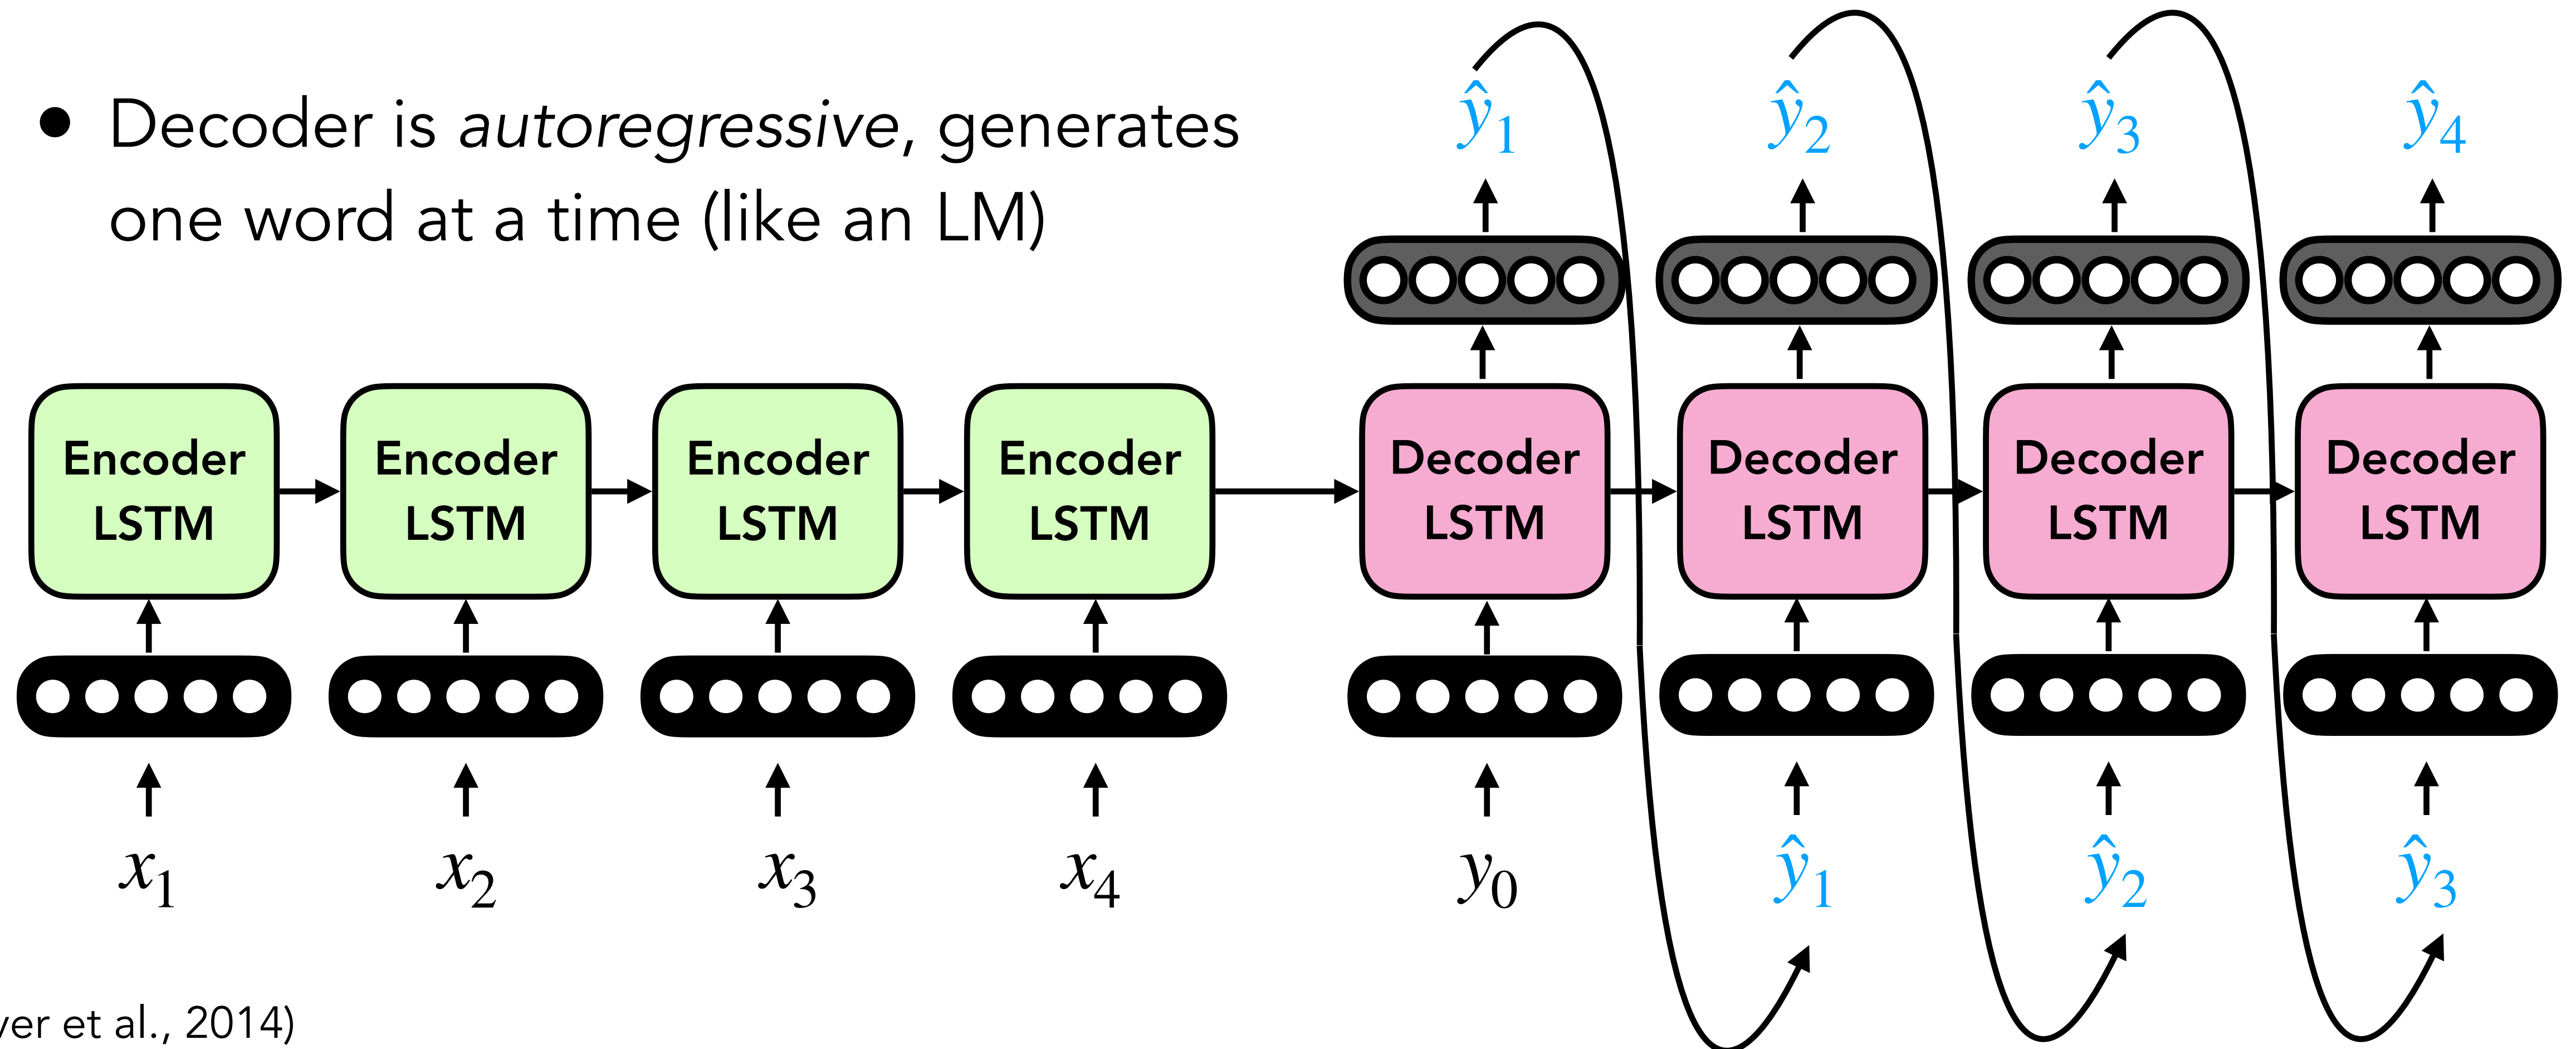 • Decoder is autoregressive, generates
one word at a time (like an LM)
ŷ₁ ŷ₂ ŷ₃ ŷ₄
Encoder Encoder Encoder Encoder Decoder Decoder Decoder Decoder
LSTM LSTM LSTM LSTM LSTM LSTM LSTM LSTM
x₁ x₂ x₃ x₄ y₀ ŷ₁ ŷ₂ ŷ₃
et al., 2014)